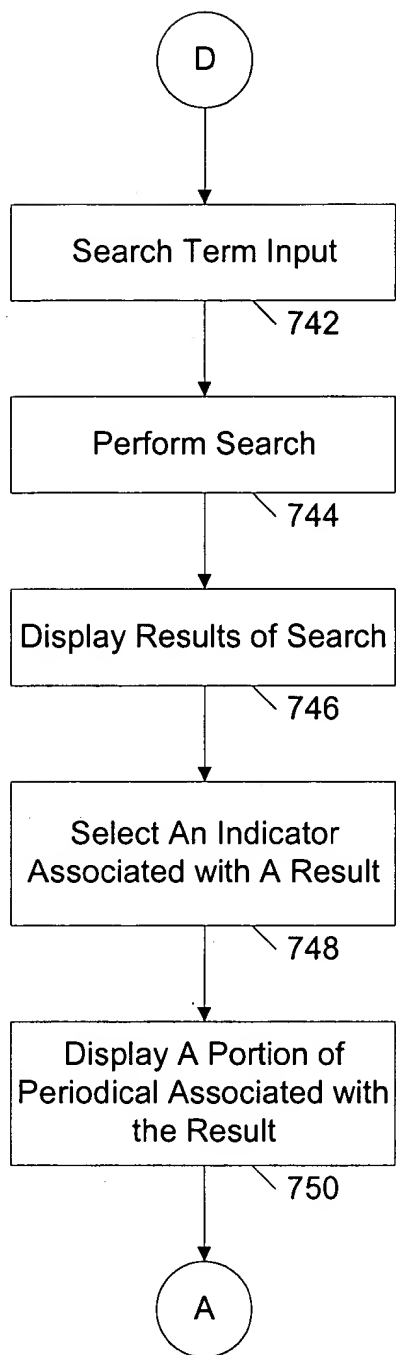 D
Search Term Input
742
Perform Search
744
Display Results of Search
746
Select An Indicator
Associated with A Result
748
Display A Portion of
Periodical Associated with
the Result
750
A